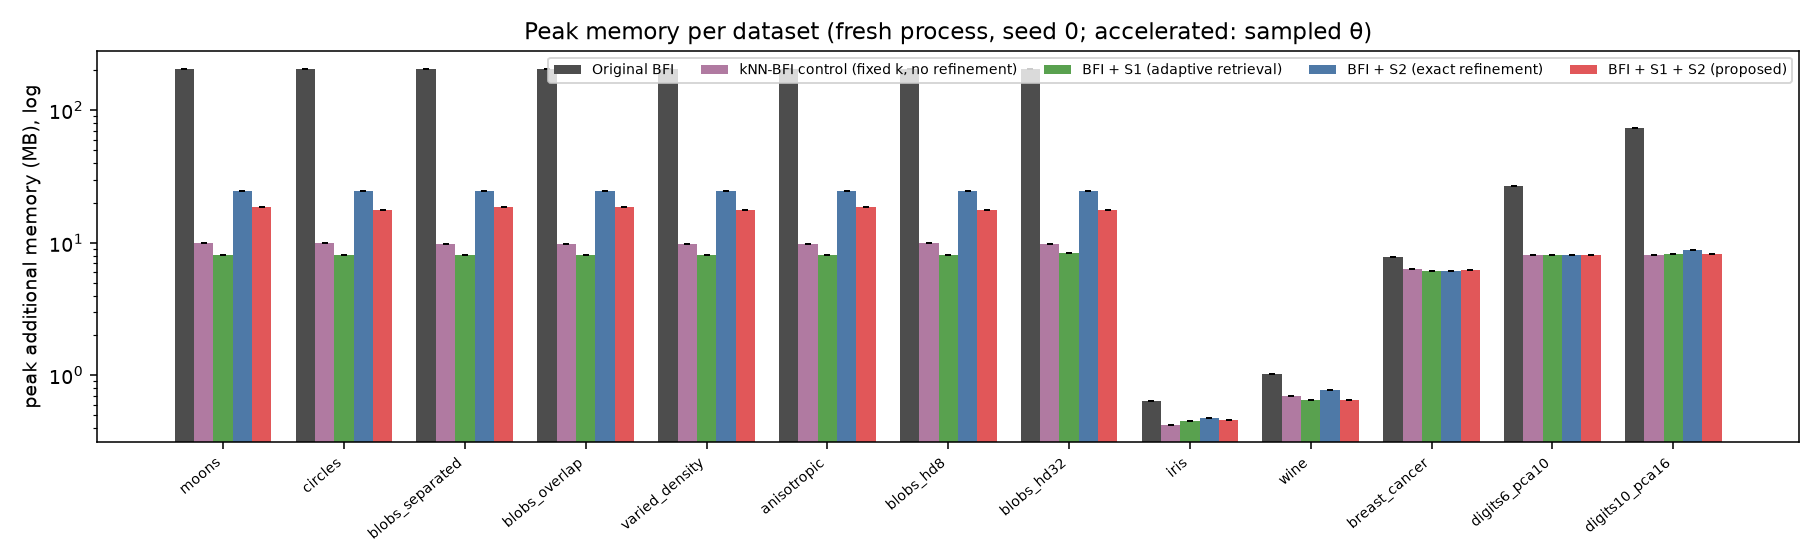 Peak memory per dataset (fresh process, seed 0; accelerated: sampled θ)
Original BFI
kNN-BFI control (fixed k, no refinement)
BFI + S1 (adaptive retrieval)
BFI + S2 (exact refinement)
BFI + S1 + S2 (proposed)
peak additional memory (MB), log
10²
10¹
10⁰
moons
circles
blobs_separated
blobs_overlap
varied_density
anisotropic
blobs_hd8
blobs_hd32
iris
wine
breast_cancer
digits6_pca10
digits10_pca16